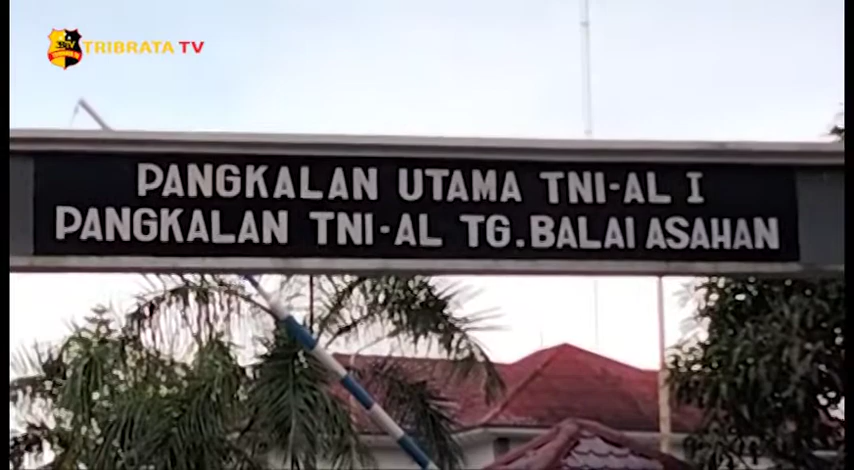 TRIBRATA TV
PANGKALAN UTAMA TNI-AL I
PANGKALAN TNI-AL TG.BALAI ASAHAN